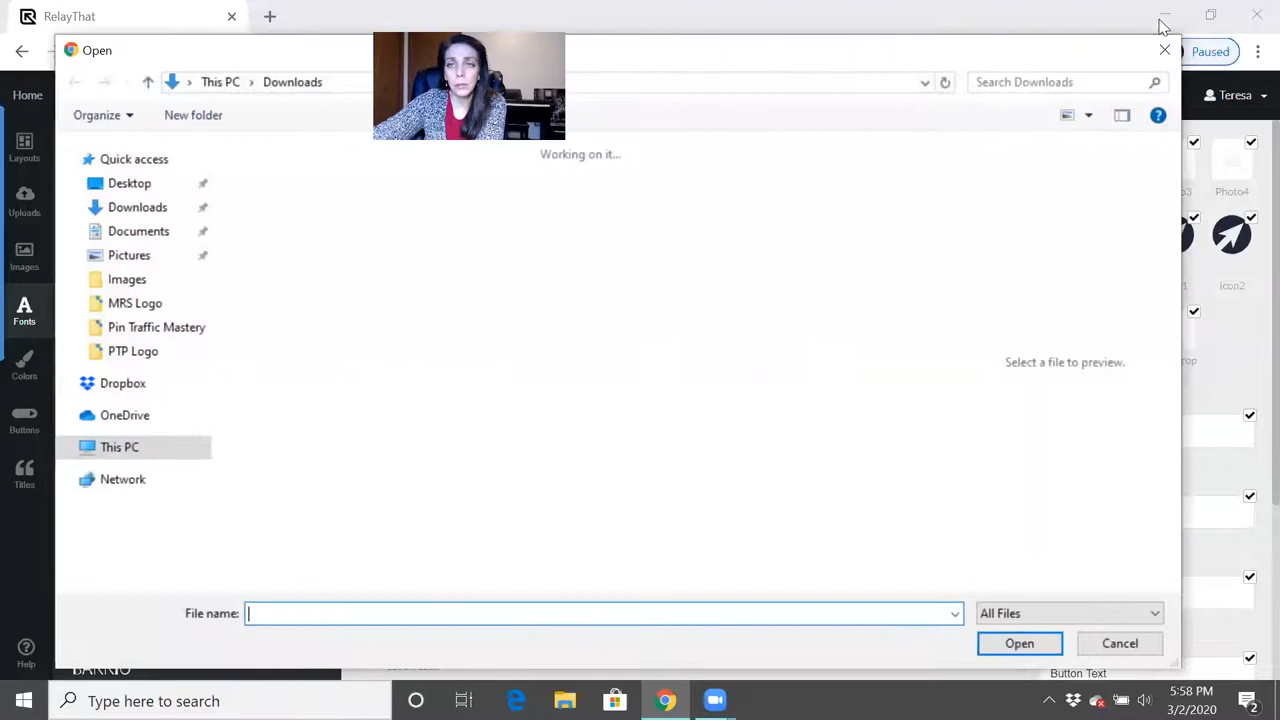 RelayThat
Paused
Open
This PC
Downloads
Search Downloads
Organize
New folder
Working on it...
Quick access
Desktop
Downloads
Documents
Pictures
Images
MRS Logo
Pin Traffic Mastery
PTP Logo
Dropbox
OneDrive
This PC
Network
Select a file to preview.
File name:
All Files
Open
Cancel
Home
Layouts
Uploads
Images
A
Fonts
Colors
Buttons
Titles
Help
Teresa
Photo4
Icon2
Button Text
Type here to search
5:58 PM
3/2/2020
2